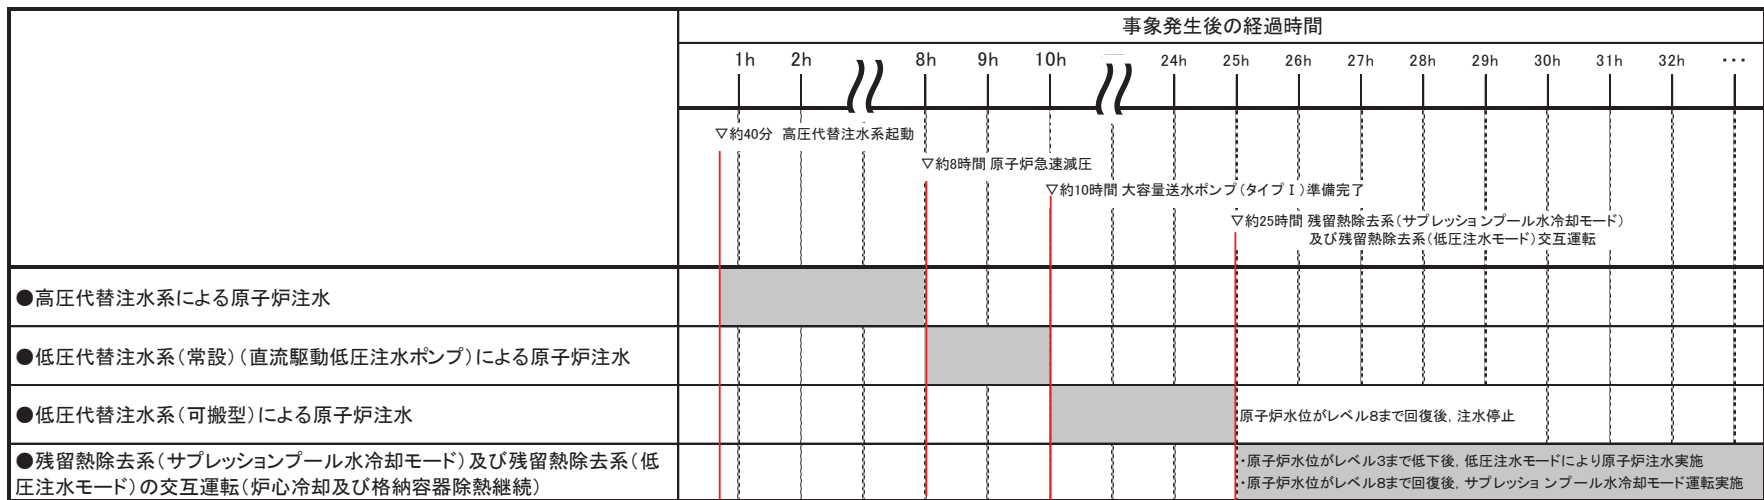 事象発生後の経過時間
1h 2h 8h 9h 10h 24h 25h 26h 27h 28h 29h 30h 31h 32h ・・・
▽約40分 高圧代替注水系起動
▽約8時間 原子炉急速減圧
▽約10時間 大容量送水ポンプ(タイプⅠ)準備完了
▽約25時間 残留熱除去系(サプレッションプール水冷却モード)
及び残留熱除去系(低圧注水モード)交互運転
●高圧代替注水系による原子炉注水
●低圧代替注水系(常設)(直流駆動低圧注水ポンプ)による原子炉注水
●低圧代替注水系(可搬型)による原子炉注水
原子炉水位がレベル8まで回復後,注水停止
●残留熱除去系(サプレッションプール水冷却モード)及び残留熱除去系(低
圧注水モード)の交互運転(炉心冷却及び格納容器除熱継続)
・原子炉水位がレベル3まで低下後,低圧注水モードにより原子炉注水実施
・原子炉水位がレベル8まで回復後,サプレッションプール水冷却モード運転実施